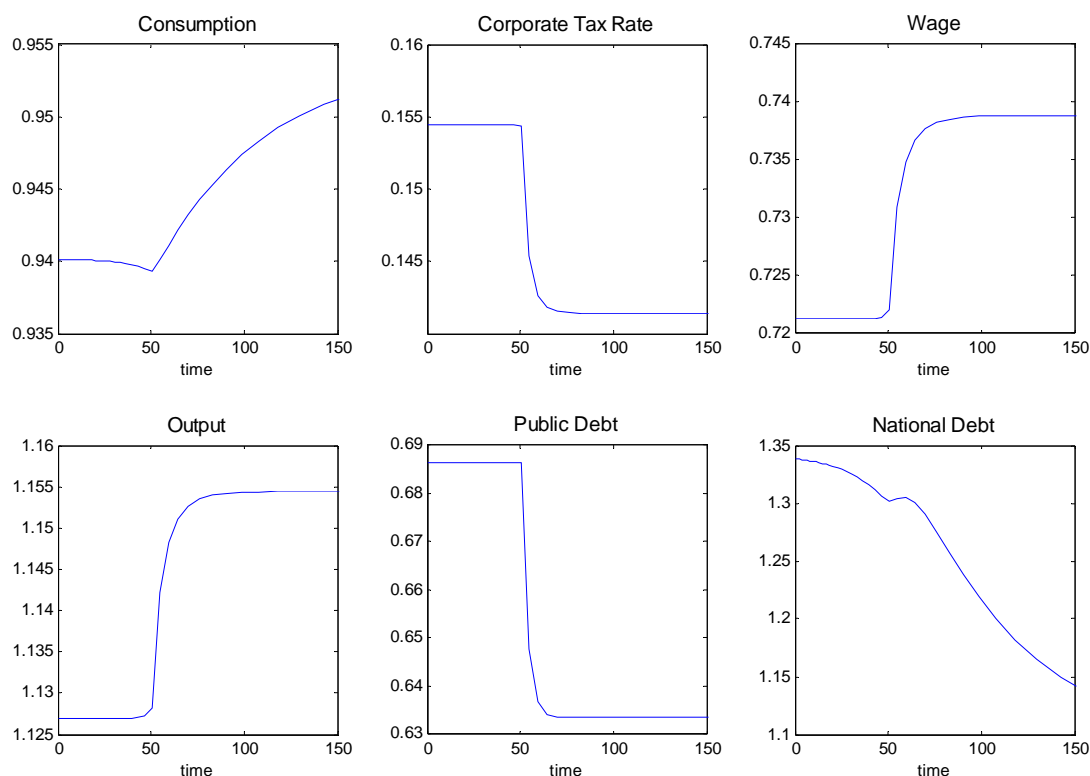 Consumption
0.955
0.95
0.945
0.94
0.935
0 50 100 150
time
Corporate Tax Rate
0.16
0.155
0.15
0.145
0 50 100 150
time
Wage
0.745
0.74
0.735
0.73
0.725
0.72
0 50 100 150
time
Output
1.16
1.155
1.15
1.145
1.14
1.135
1.13
1.125
0 50 100 150
time
Public Debt
0.69
0.68
0.67
0.66
0.65
0.64
0.63
0 50 100 150
time
National Debt
1.35
1.3
1.25
1.2
1.15
1.1
0 50 100 150
time